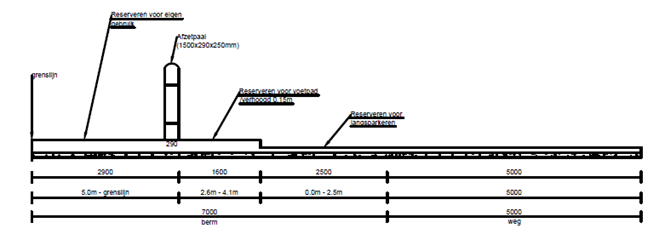 Reserveren voor eigen
gebruik
Afzetpaal
(1500x290x250mm)
grenslijn
Reserveren voor voetpad
/verhoogd 0.15m
Reserveren voor
langsparkeren
290
2900
1600
2500
5000
5.0m - grenslijn
2.6m - 4.1m
0.0m - 2.5m
5000
7000
5000
berm
weg